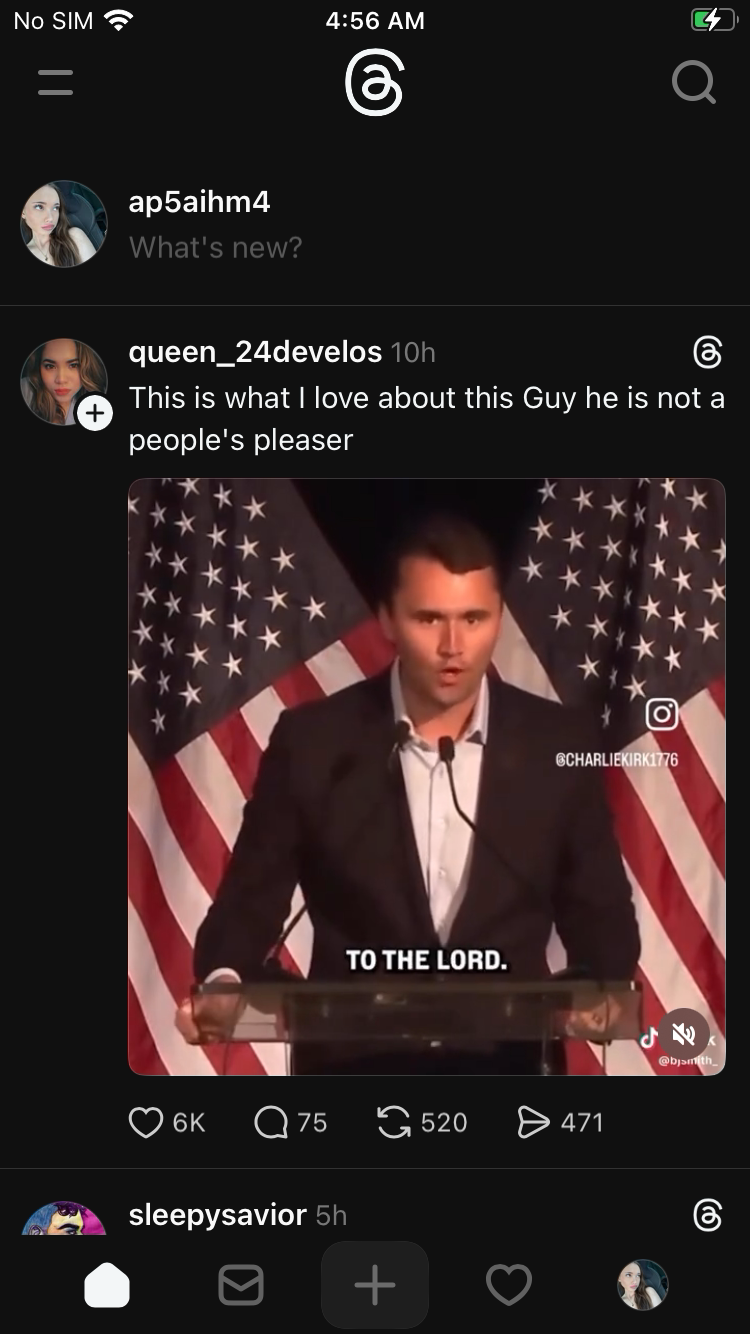 No SIM
4:56 AM
ap5aihm4
What's new?
queen_24develos 10h
This is what I love about this Guy he is not a
people's pleaser
@CHARLIEKIRK1776
TO THE LORD.
@bjsmith_
6K
75
520
471
sleepysavior 5h